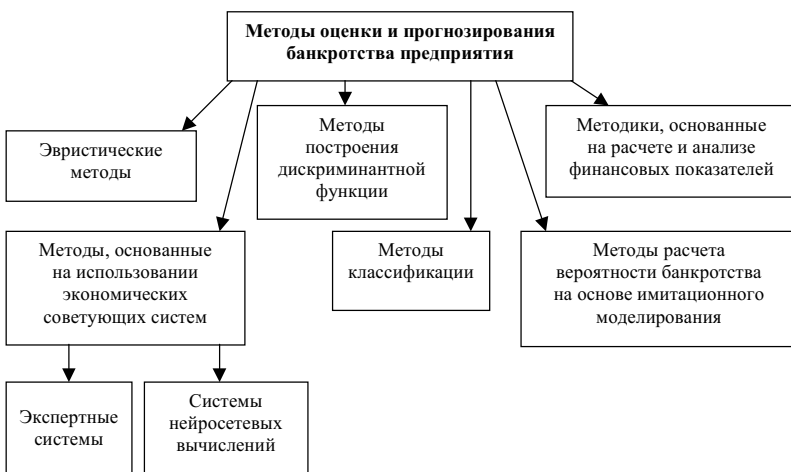 Методы оценки и прогнозирования
банкротства предприятия
Эвристические
методы
Методы
построения
дискриминантной
функции
Методики, основанные
на расчете и анализе
финансовых показателей
Методы, основанные
на использовании
экономических
советующих систем
Методы
классификации
Методы расчета
вероятности банкротства
на основе имитационного
моделирования
Экспертные
системы
Системы
нейросетевых
вычислений